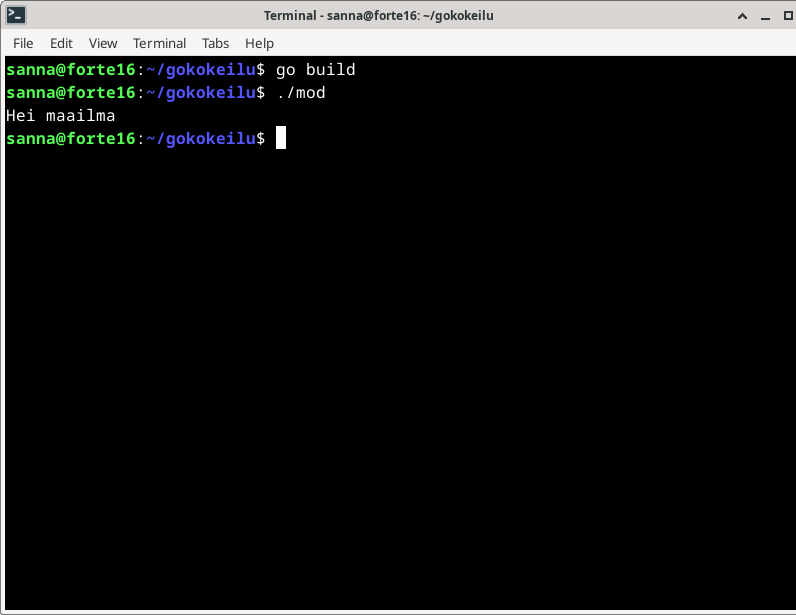 Terminal - sanna@forte16: ~/gokokeilu
File Edit View Terminal Tabs Help
sanna@forte16:~/gokokeilu$ go build
sanna@forte16:~/gokokeilu$ ./mod
Hei maailma
sanna@forte16:~/gokokeilu$